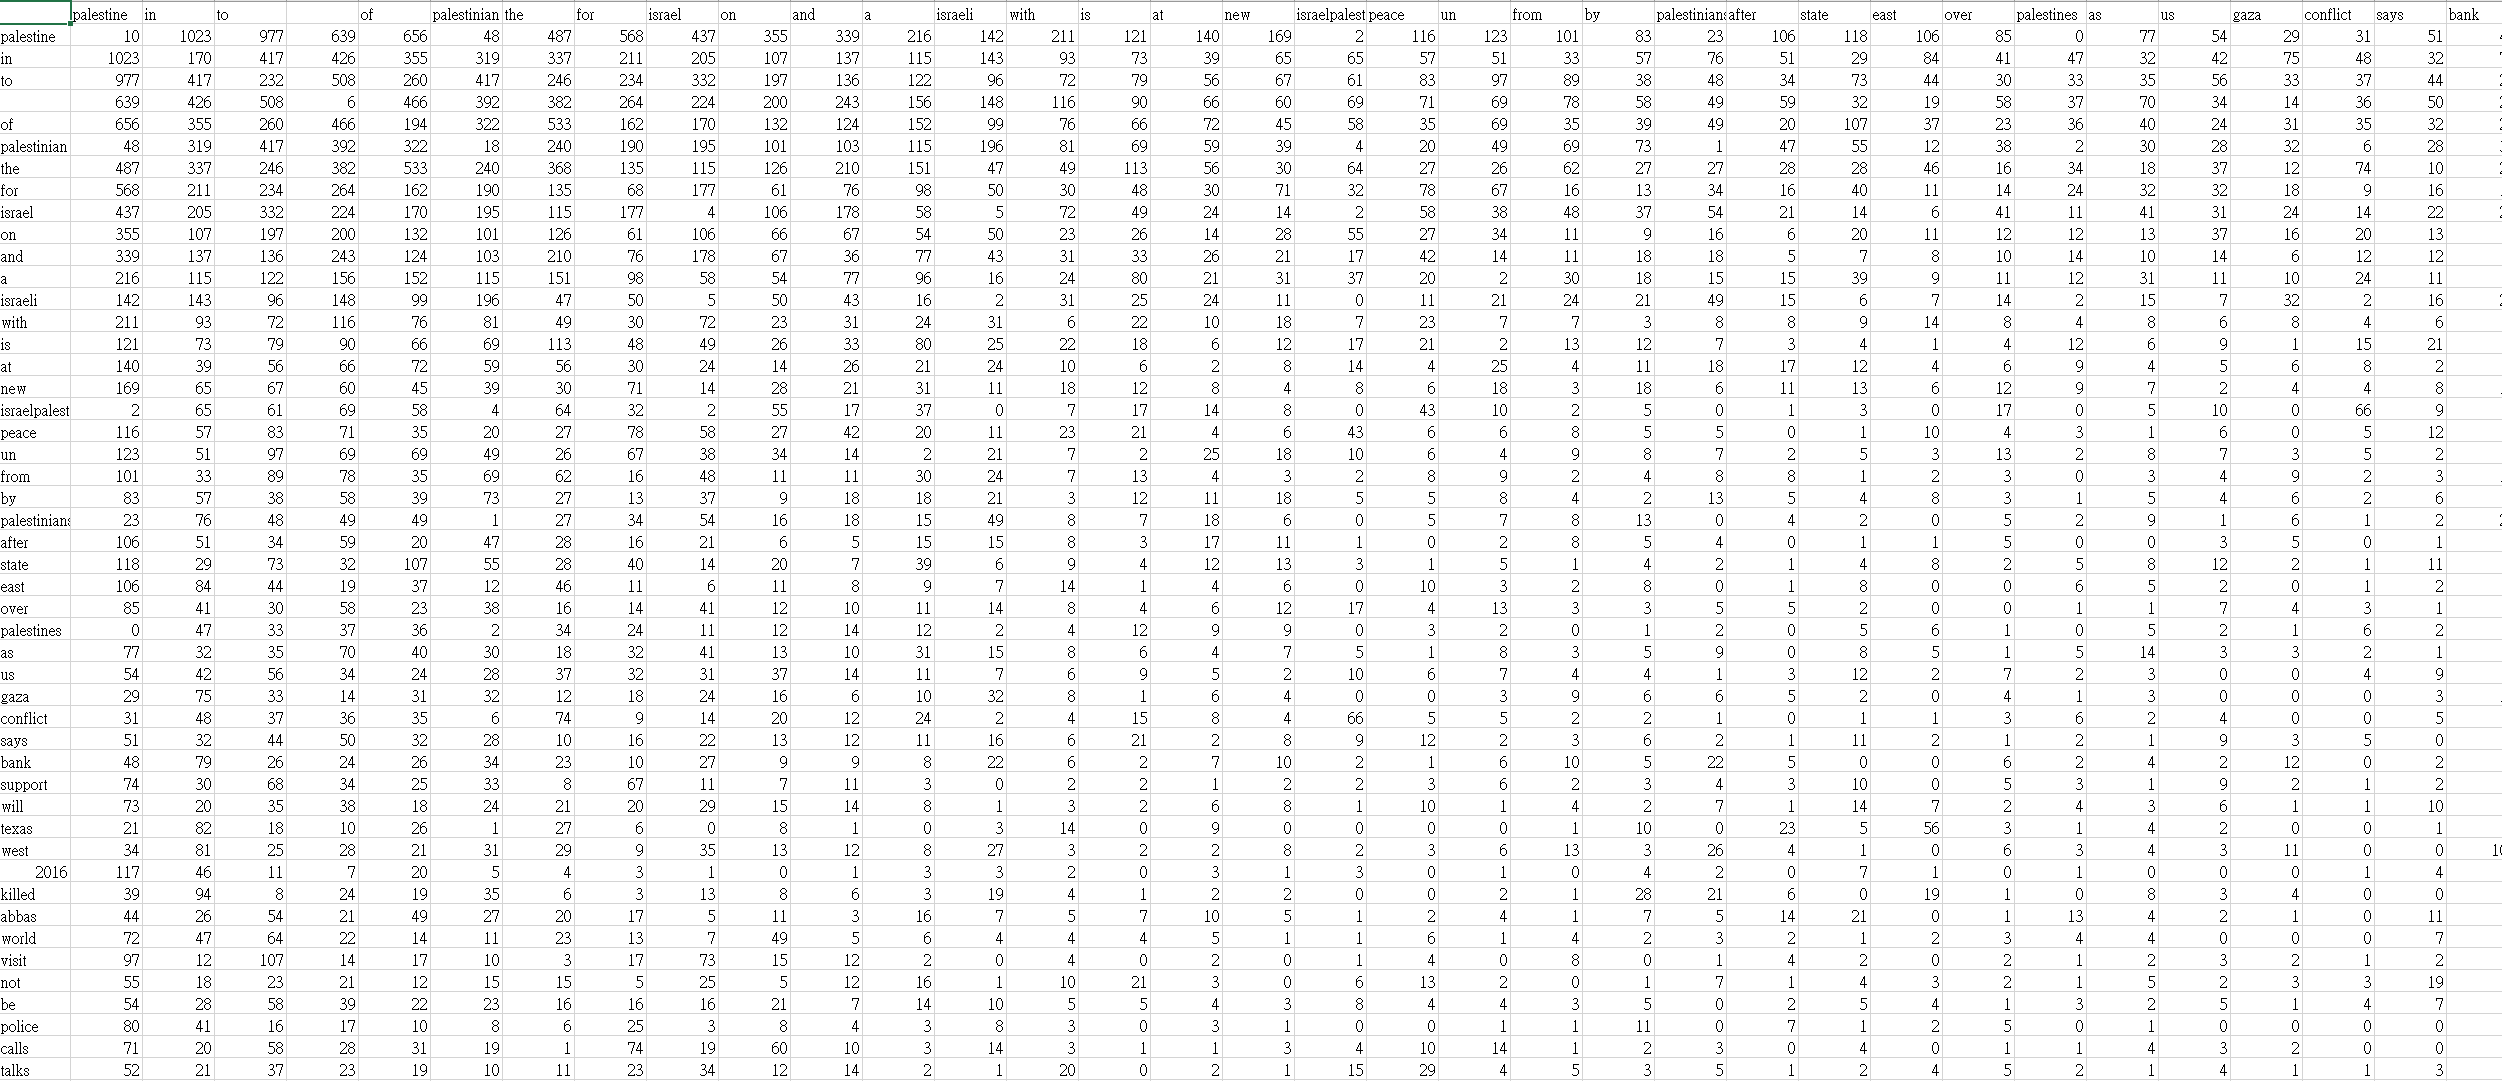 palestine in to of palestinian the for israel on and a israeli with is at new israelpalest peace un from by palestinians after state east over palestines as us gaza conflict says bank
palestine 10 1023 977 639 656 48 487 568 437 355 339 216 142 211 121 140 169 2 116 123 101 83 23 106 118 106 85 0 77 54 29 31 51
in 1023 170 417 426 355 319 337 211 205 107 137 115 143 93 73 39 65 65 57 51 33 57 76 51 29 84 41 47 32 42 75 48 32
to 977 417 232 508 260 417 246 234 332 197 136 122 96 72 79 56 67 61 83 97 89 38 48 34 73 44 30 33 35 56 33 37 44
639 426 508 6 466 392 382 264 224 200 243 156 148 116 90 66 60 69 71 69 78 58 49 59 32 19 58 37 70 34 14 36 50
of 656 355 260 466 194 322 533 162 170 132 124 152 99 76 66 72 45 58 35 69 35 39 49 20 107 37 23 36 40 24 31 35 32
palestinian 48 319 417 392 322 18 240 190 195 101 103 115 196 81 69 59 39 4 20 49 69 73 1 47 55 12 38 2 30 28 32 6 28
the 487 337 246 382 533 240 368 135 115 126 210 151 47 49 113 56 30 64 27 26 62 27 27 28 28 46 16 34 18 37 12 74 10
for 568 211 234 264 162 190 135 68 177 61 76 98 50 30 48 30 71 32 78 67 16 13 34 16 40 11 14 24 32 32 18 9 16
israel 437 205 332 224 170 195 115 177 4 106 178 58 5 72 49 24 14 2 58 38 48 37 54 21 14 6 41 11 41 31 24 14 22
on 355 107 197 200 132 101 126 61 106 66 67 54 50 23 26 14 28 55 27 34 11 9 16 6 20 11 12 12 13 37 16 20 13
and 339 137 136 243 124 103 210 76 178 67 36 77 43 31 33 26 21 17 42 14 11 18 18 5 7 8 10 14 10 14 6 12 12
a 216 115 122 156 152 115 151 98 58 54 77 96 16 24 80 21 31 37 20 2 30 18 15 15 39 9 11 12 31 11 10 24 11
israeli 142 143 96 148 99 196 47 50 5 50 43 16 2 31 25 24 11 0 11 21 24 21 49 15 6 7 14 2 15 7 32 2 16
with 211 93 72 116 76 81 49 30 72 23 31 24 31 6 22 10 18 7 23 7 7 3 8 8 9 14 8 4 8 6 8 4 6
is 121 73 79 90 66 69 113 48 49 26 33 80 25 22 18 6 12 17 21 2 13 12 7 3 4 1 4 12 6 9 1 15 21
at 140 39 56 66 72 59 56 30 24 14 26 21 24 10 6 2 8 14 4 25 4 11 18 17 12 4 6 9 4 5 6 8 2
new 169 65 67 60 45 39 30 71 14 28 21 31 11 18 12 8 4 8 6 18 3 18 6 11 13 6 12 9 7 2 4 4 8
israelpalest 2 65 61 69 58 4 64 32 2 55 17 37 0 7 17 14 8 0 43 10 2 5 0 1 3 0 17 0 5 10 0 66 9
peace 116 57 83 71 35 20 27 78 58 27 42 20 11 23 21 4 6 43 6 6 8 5 5 0 1 10 4 3 1 6 0 5 12
un 123 51 97 69 69 49 26 67 38 34 14 2 21 7 2 25 18 10 6 4 9 8 7 2 5 3 13 2 8 7 3 5 2
from 101 33 89 78 35 69 62 16 48 11 11 30 24 7 13 4 3 2 8 9 2 4 8 8 1 2 3 0 3 4 9 2 3
by 83 57 38 58 39 73 27 13 37 9 18 18 21 3 12 11 18 5 5 8 4 2 13 5 4 8 3 1 5 4 6 2 6
palestinians 23 76 48 49 49 1 27 34 54 16 18 15 49 8 7 18 6 0 5 7 8 13 0 4 2 0 5 2 9 1 6 1 2
after 106 51 34 59 20 47 28 16 21 6 5 15 15 8 3 17 11 1 0 2 8 5 4 0 1 1 5 0 0 3 5 0 1
state 118 29 73 32 107 55 28 40 14 20 7 39 6 9 4 12 13 3 1 5 1 4 2 1 4 8 2 5 8 12 2 1 11
east 106 84 44 19 37 12 46 11 6 11 8 9 7 14 1 4 6 0 10 3 2 8 0 1 8 0 0 6 5 2 0 1 2
over 85 41 30 58 23 38 16 14 41 12 10 11 14 8 4 6 12 17 4 13 3 3 5 5 2 0 0 1 1 7 4 3 1
palestines 0 47 33 37 36 2 34 24 11 12 14 12 2 4 12 9 9 0 3 2 0 1 2 0 5 6 1 0 5 2 1 6 2
as 77 32 35 70 40 30 18 32 41 13 10 31 15 8 6 4 7 5 1 8 3 5 9 0 8 5 1 5 14 3 3 2 1
us 54 42 56 34 24 28 37 32 31 37 14 11 7 6 9 5 2 10 6 7 4 4 1 3 12 2 7 2 3 0 0 4 9
gaza 29 75 33 14 31 32 12 18 24 16 6 10 32 8 1 6 4 0 0 3 9 6 6 5 2 0 4 1 3 0 0 0 3
conflict 31 48 37 36 35 6 74 9 14 20 12 24 2 4 15 8 4 66 5 5 2 2 1 0 1 1 3 6 2 4 0 0 5
says 51 32 44 50 32 28 10 16 22 13 12 11 16 6 21 2 8 9 12 2 3 6 2 1 11 2 1 2 1 9 3 5 0
bank 48 79 26 24 26 34 23 10 27 9 9 8 22 6 2 7 10 2 1 6 10 5 22 5 0 0 6 2 4 2 12 0 2
support 74 30 68 34 25 33 8 67 11 7 11 3 0 2 2 1 2 2 3 6 2 3 4 3 10 0 5 3 1 9 2 1 2
will 73 20 35 38 18 24 21 20 29 15 14 8 1 3 2 6 8 1 10 1 4 2 7 1 14 7 2 4 3 6 1 1 10
texas 21 82 18 10 26 1 27 6 0 8 1 0 3 14 0 9 0 0 0 0 1 10 0 23 5 56 3 1 4 2 0 0 1
west 34 81 25 28 21 31 29 9 35 13 12 8 27 3 2 2 8 2 3 6 13 3 26 4 1 0 6 3 4 3 11 0 0
2016 117 46 11 7 20 5 4 3 1 0 1 3 3 2 0 3 1 3 0 1 0 4 2 0 7 1 0 1 0 0 0 1 4
killed 39 94 8 24 19 35 6 3 13 8 6 3 19 4 1 2 2 0 0 2 1 28 21 6 0 19 1 0 8 3 4 0 0
abbas 44 26 54 21 49 27 20 17 5 11 3 16 7 5 7 10 5 1 2 4 1 7 5 14 21 0 1 13 4 2 1 0 11
world 72 47 64 22 14 11 23 13 7 49 5 6 4 4 4 5 1 1 6 1 4 2 3 2 1 2 3 4 4 0 0 0 7
visit 97 12 107 14 17 10 3 17 73 15 12 2 0 4 0 2 0 1 4 0 8 0 1 4 2 0 2 1 2 3 2 1 2
not 55 18 23 21 12 15 15 5 25 5 12 16 1 10 21 3 0 6 13 2 0 1 7 1 4 3 2 1 5 2 3 3 19
be 54 28 58 39 22 23 16 16 16 21 7 14 10 5 5 4 3 8 4 4 3 5 0 2 5 4 1 3 2 5 1 4 7
police 80 41 16 17 10 8 6 25 3 8 4 3 8 3 0 3 1 0 0 1 1 11 0 7 1 2 5 0 1 0 0 0 0
calls 71 20 58 28 31 19 1 74 19 60 10 3 14 3 1 1 3 4 10 14 1 2 3 0 4 0 1 1 4 3 2 0 0
talks 52 21 37 23 19 10 11 23 34 12 14 2 1 20 0 2 1 15 29 4 5 3 5 1 2 4 5 2 1 4 1 1 3